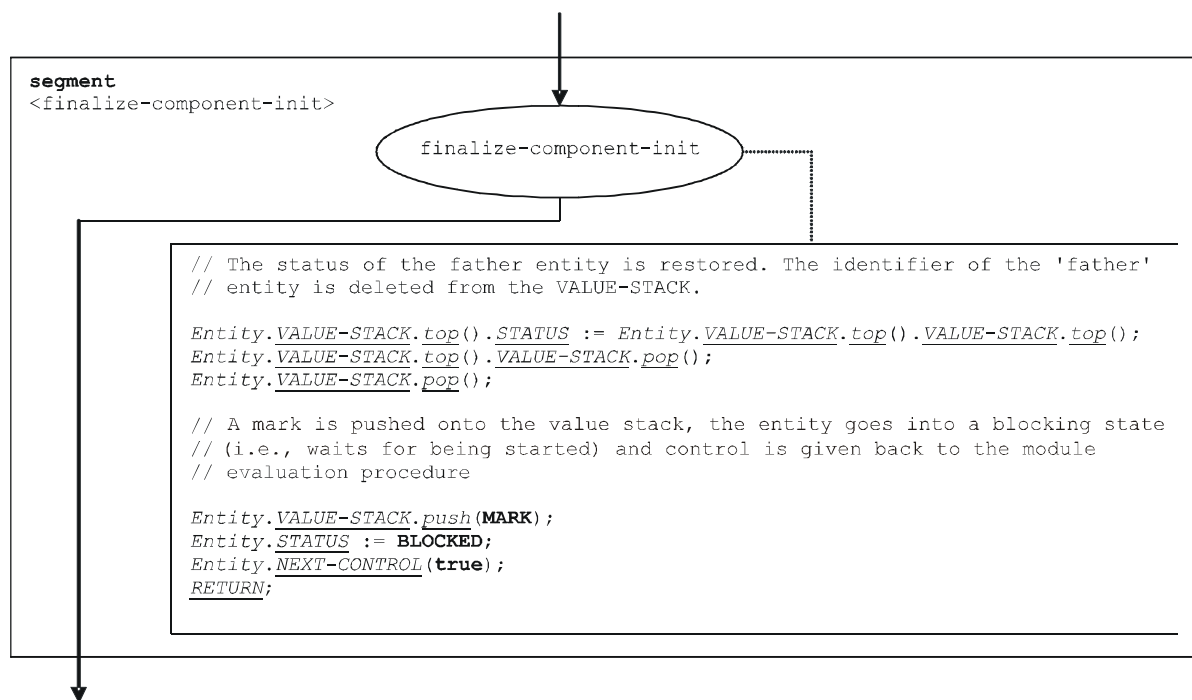 segment
<finalize-component-init>
finalize-component-init
// The status of the father entity is restored. The identifier of the 'father'
// entity is deleted from the VALUE-STACK.
Entity.VALUE-STACK.top().STATUS := Entity.VALUE-STACK.top().VALUE-STACK.top();
Entity.VALUE-STACK.top().VALUE-STACK.pop();
Entity.VALUE-STACK.pop();
// A mark is pushed onto the value stack, the entity goes into a blocking state
// (i.e., waits for being started) and control is given back to the module
// evaluation procedure
Entity.VALUE-STACK.push(MARK);
Entity.STATUS := BLOCKED;
Entity.NEXT-CONTROL(true);
RETURN;